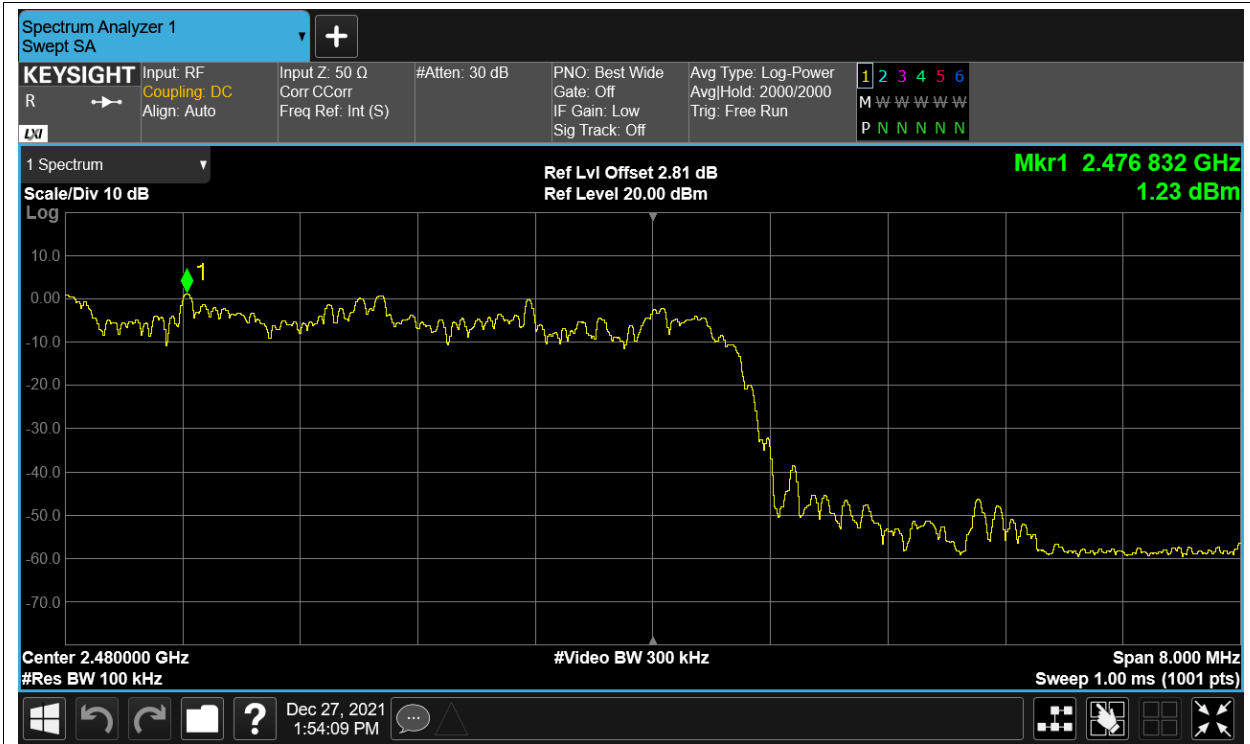 Spectrum Analyzer 1
Swept SA
KEYSIGHT
R
LXI
Input: RF
Coupling: DC
Align: Auto
Input Z: 50 Ω
Corr CCorr
Freq Ref: Int (S)
#Atten: 30 dB
PNO: Best Wide
Gate: Off
IF Gain: Low
Sig Track: Off
Avg Type: Log-Power
Avg|Hold: 2000/2000
Trig: Free Run
1 2 3 4 5 6
M W W W W W
P N N N N N
1 Spectrum
Scale/Div 10 dB
Log
Ref Lvl Offset 2.81 dB
Ref Level 20.00 dBm
Mkr1 2.476 832 GHz
1.23 dBm
1
10.0
0.00
-10.0
-20.0
-30.0
-40.0
-50.0
-60.0
-70.0
Center 2.480000 GHz
#Res BW 100 kHz
#Video BW 300 kHz
Span 8.000 MHz
Sweep 1.00 ms (1001 pts)
?
Dec 27, 2021
1:54:09 PM